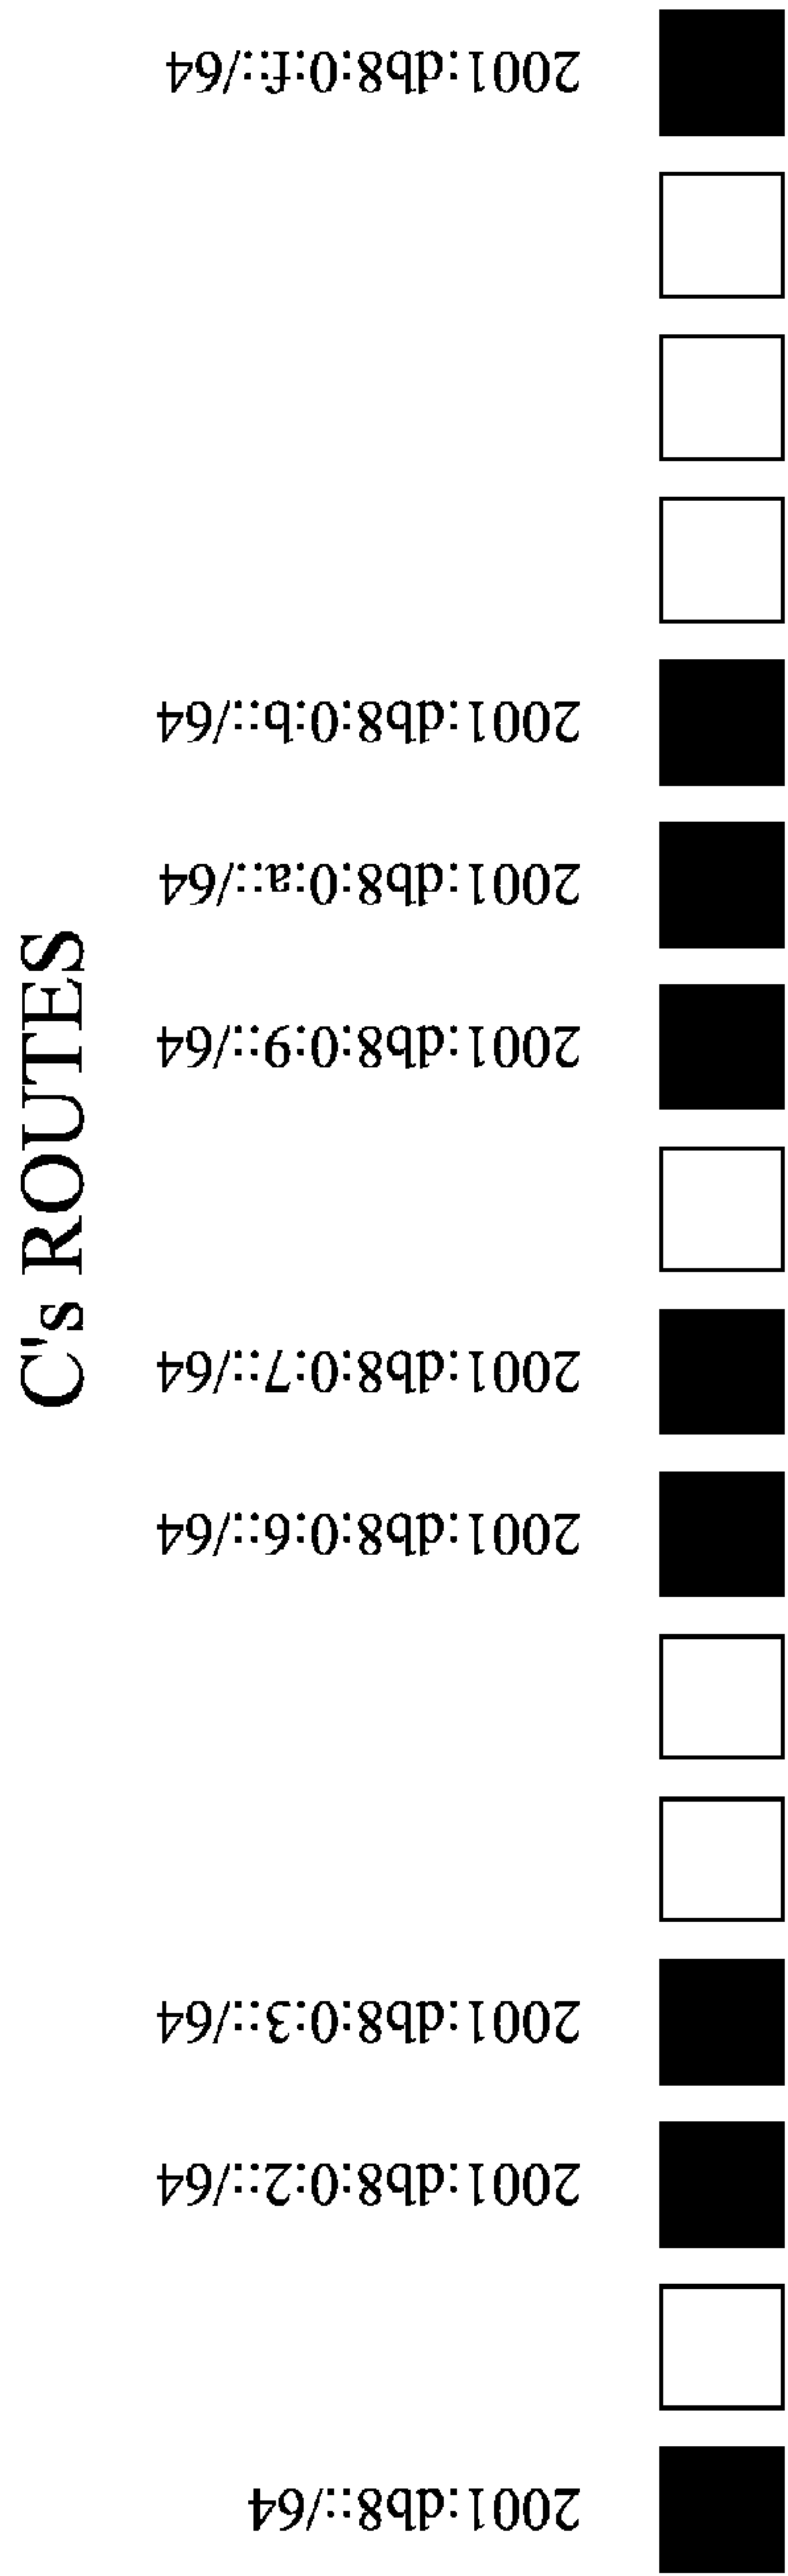 C's ROUTES
2001:db8::/64
2001:db8:0:2::/64
2001:db8:0:3::/64
2001:db8:0:6::/64
2001:db8:0:7::/64
2001:db8:0:9::/64
2001:db8:0:a::/64
2001:db8:0:b::/64
2001:db8:0:f::/64